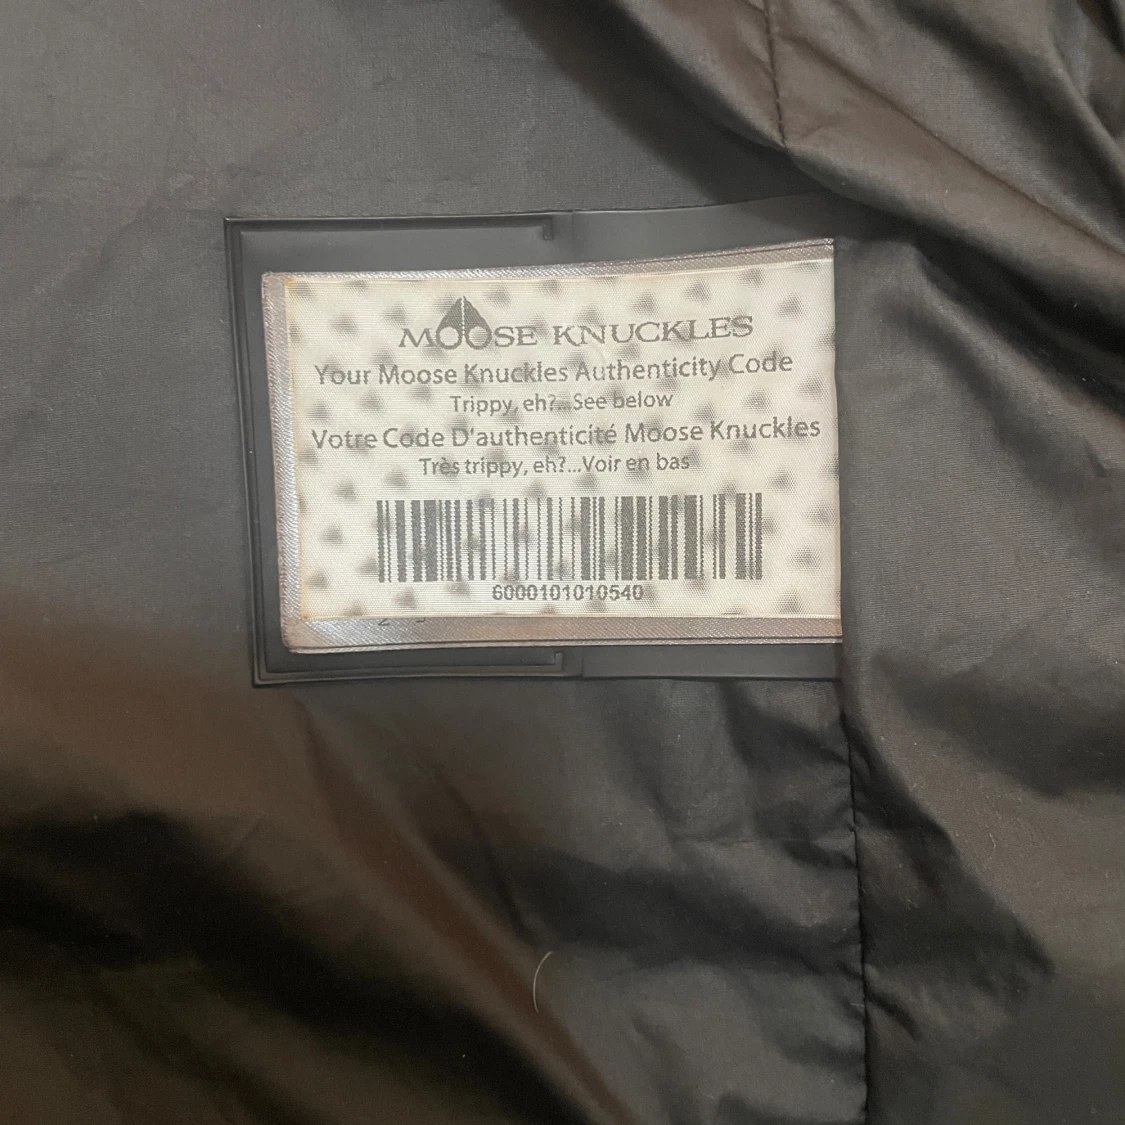 MOOSE KNUCKLES
Your Moose Knuckles Authenticity Code
Trippy, eh?...See below
Votre Code D'authenticité Moose Knuckles
Très trippy, eh?...Voir en bas
6000101010540